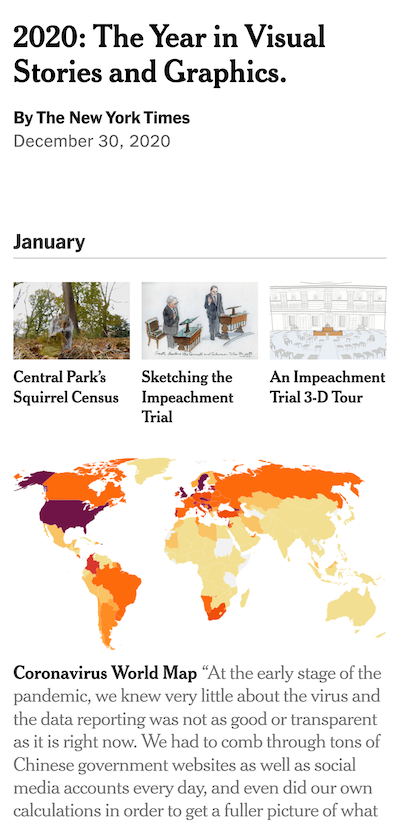 2020: The Year in Visual
Stories and Graphics.
By The New York Times
December 30, 2020
January
Central Park's
Squirrel Census
Sketching the
Impeachment
Trial
An Impeachment
Trial 3-D Tour
Coronavirus World Map “At the early stage of the
pandemic, we knew very little about the virus and
the data reporting was not as good or transparent
as it is right now. We had to comb through tons of
Chinese government websites as well as social
media accounts every day, and even did our own
calculations in order to get a fuller picture of what